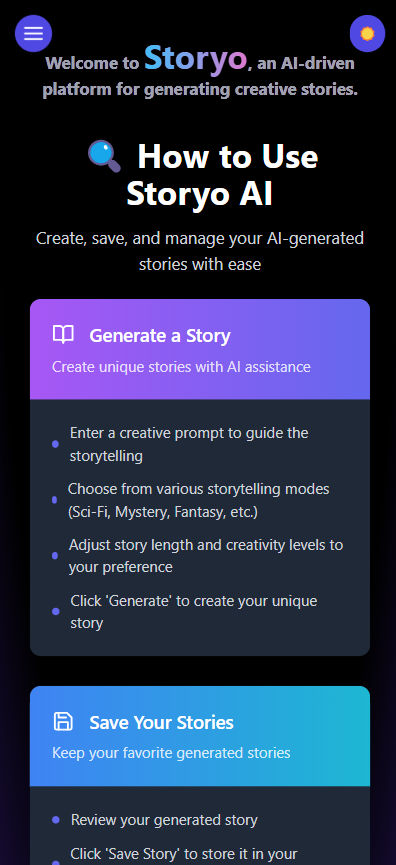 Welcome to Storyo, an AI-driven
platform for generating creative stories.
How to Use
Storyo AI
Create, save, and manage your AI-generated
stories with ease
Generate a Story
Create unique stories with AI assistance
Enter a creative prompt to guide the
storytelling
Choose from various storytelling modes
(Sci-Fi, Mystery, Fantasy, etc.)
Adjust story length and creativity levels to
your preference
Click 'Generate' to create your unique
story
Save Your Stories
Keep your favorite generated stories
Review your generated story
Click 'Save Story' to store it in your